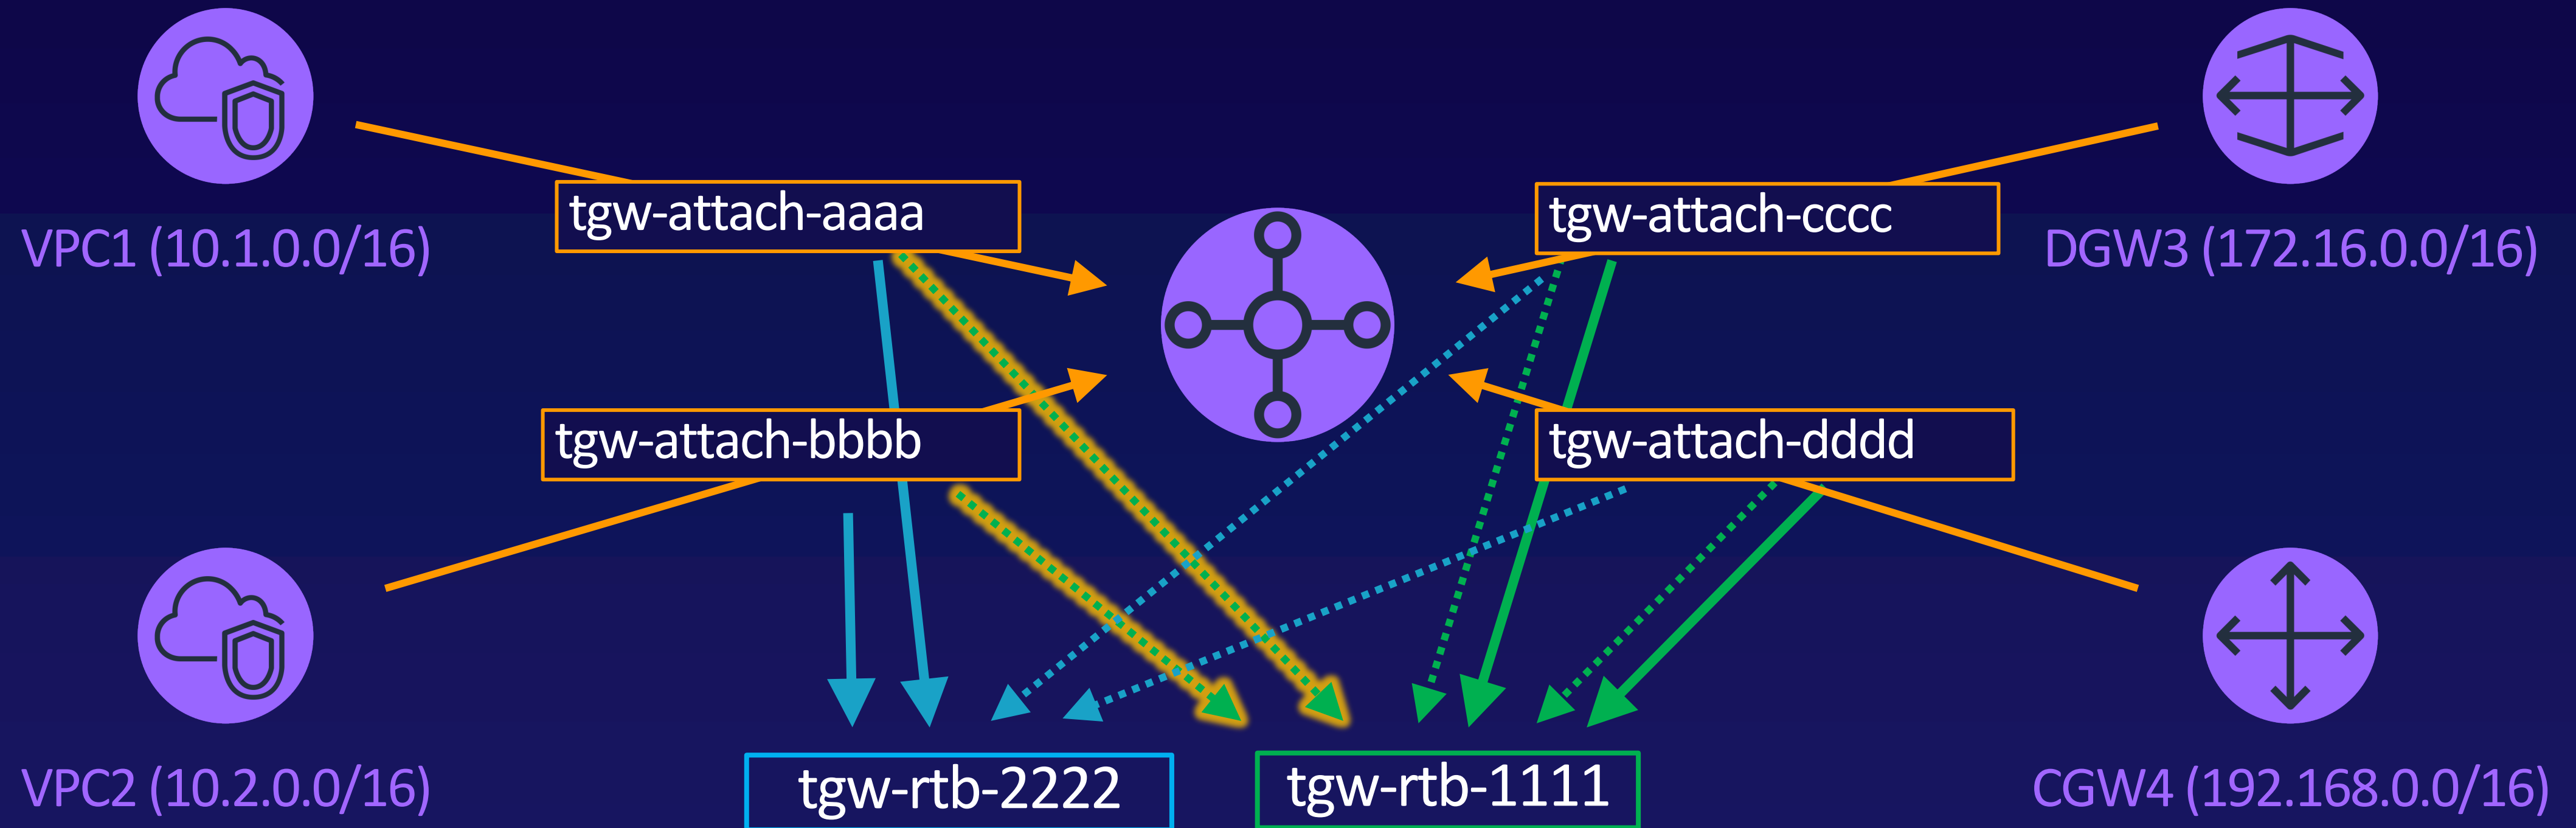 tgw-attach-aaaa
tgw-attach-cccc
VPC1 (10.1.0.0/16)
DGW3 (172.16.0.0/16)
tgw-attach-bbbb
tgw-attach-dddd
VPC2 (10.2.0.0/16)
tgw-rtb-2222
tgw-rtb-1111
CGW4 (192.168.0.0/16)